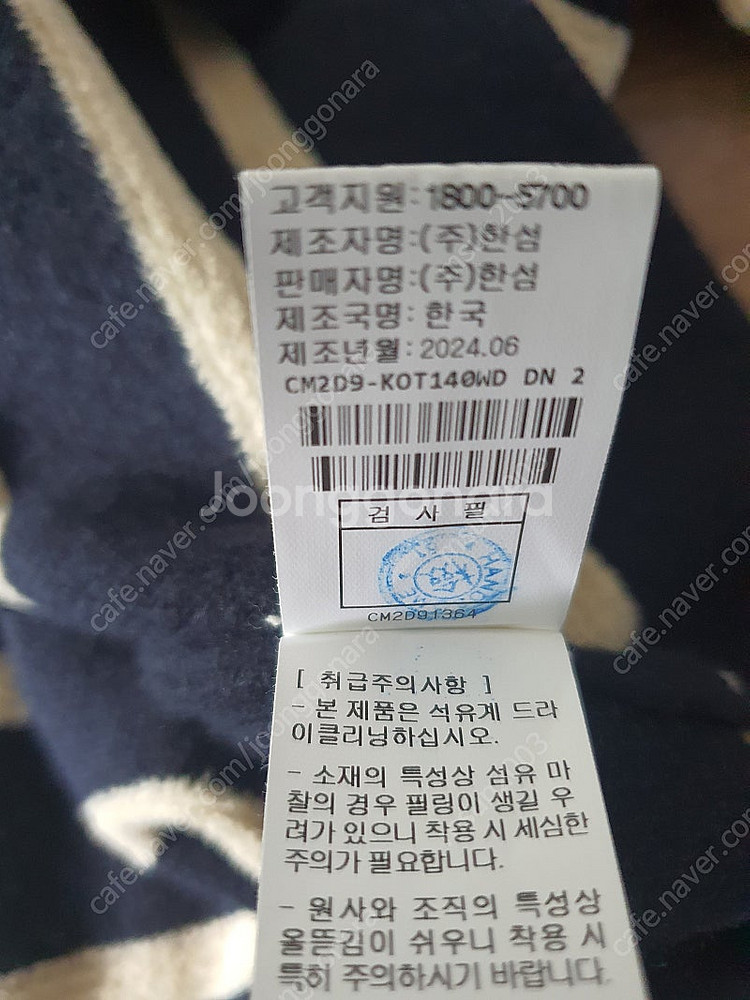 고객지원:1800-5700
제조자명:(주)한섬
판매자명:(주)한섬
제조국명: 한국
제조년월: 2024.06
CM2D9-KOT140WD DN 2
Joonggonara
검 사 필
CM2D91364
[ 취급주의사항 ]
- 본 제품은 석유계 드라
이클리닝하십시오.
- 소재의 특성상 섬유 마
찰의 경우 필링이 생길 우
려가 있으니 착용 시 세심한
주의가 필요합니다.
- 원사와 조직의 특성상
올뜯김이 쉬우니 착용 시
특히 주의하시기 바랍니다.
cafe.naver.com/joonggonara